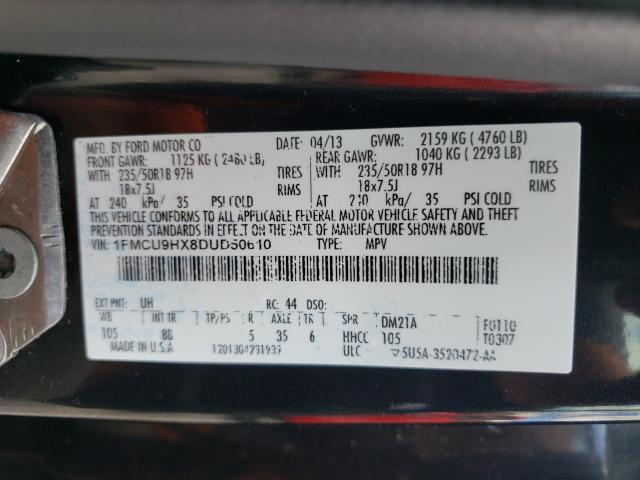 MFD. BY FORD MOTOR CO DATE: 04/13 GVWR: 2159 KG ( 4760 LB)
FRONT GAWR: 1125 KG ( 2480 LB) REAR GAWR: 1040 KG ( 2293 LB)
WITH 235/50R18 97H TIRES WITH 235/50R18 97H TIRES
18x7.5J RIMS 18x7.5J RIMS
AT 240 kPa/ 35 PSI COLD AT 240 kPa/ 35 PSI COLD
THIS VEHICLE CONFORMS TO ALL APPLICABLE FEDERAL MOTOR VEHICLE SAFETY AND THEFT
PREVENTION STANDARDS IN EFFECT ON THE DATE OF MANUFACTURE SHOWN ABOVE.
VIN: 1FMCU9HX8DUD50610 TYPE: MPV
EXT PNT: UH RC: 44 DSO:
WB INT TR TP/PS R AXLE TR SPR DM21A F0110
105 8B 5 35 6 HHCC 105 T0307
MADE IN U.S.A. ULC 5U5A-3520472-AA